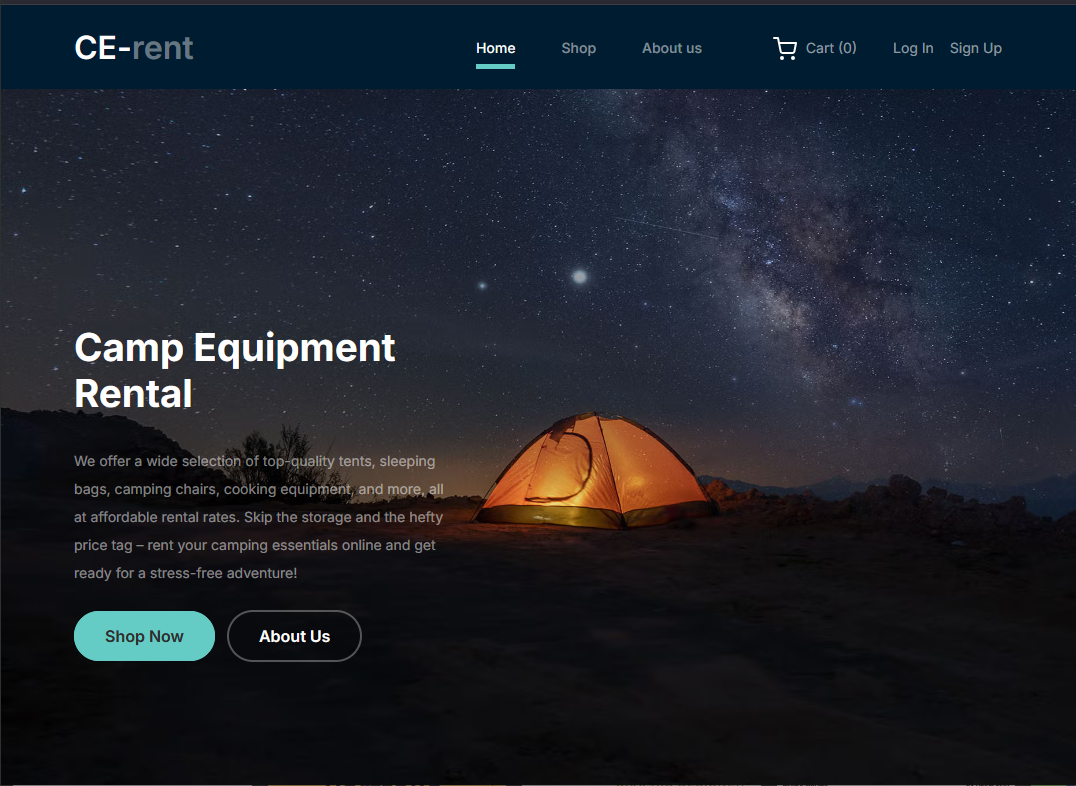 CE-rent
Home Shop About us Cart (0) Log In Sign Up
Camp Equipment
Rental
We offer a wide selection of top-quality tents, sleeping
bags, camping chairs, cooking equipment, and more, all
at affordable rental rates. Skip the storage and the hefty
price tag – rent your camping essentials online and get
ready for a stress-free adventure!
Shop Now About Us